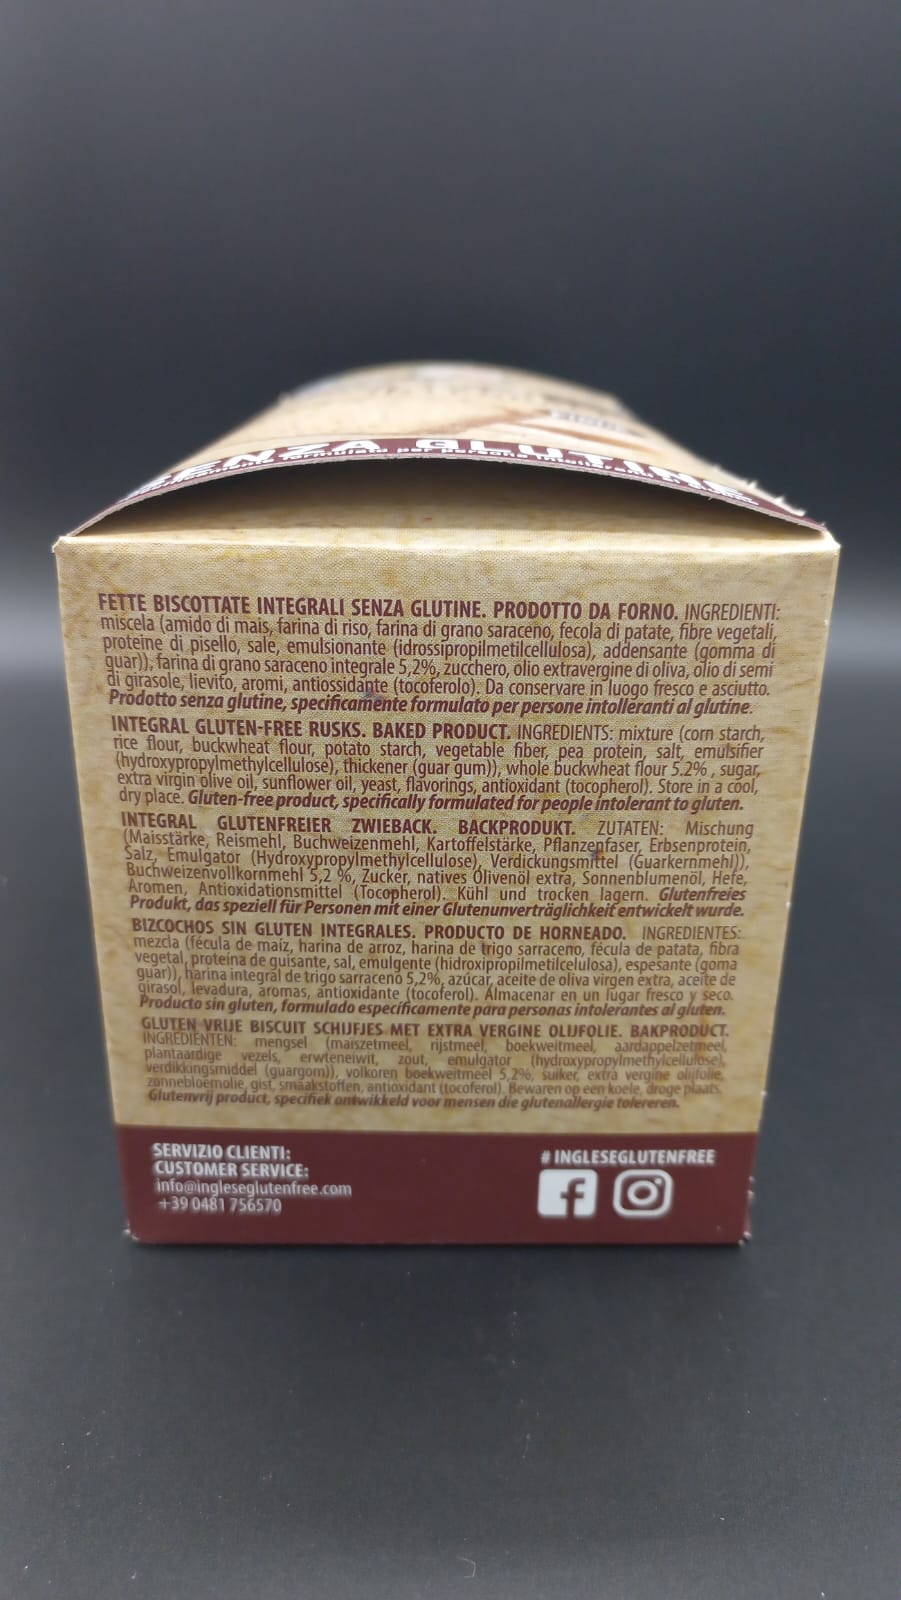 SENZA GLUTINE
FETTE BISCOTTATE INTEGRALI SENZA GLUTINE. PRODOTTO DA FORNO. INGREDIENTI:
miscela (amido di mais, farina di riso, farina di grano saraceno, fecola di patate, fibre vegetali,
proteine di pisello, sale, emulsionante (idrossipropilmetilcellulosa), addensante (gomma di
guar)), farina di grano saraceno integrale 5,2%, zucchero, olio extravergine di oliva, olio di semi
di girasole, lievito, aromi, antiossidante (tocoferolo). Da conservare in luogo fresco e asciutto.
Prodotto senza glutine, specificamente formulato per persone intolleranti al glutine.
INTEGRAL GLUTEN-FREE RUSKS. BAKED PRODUCT. INGREDIENTS: mixture (corn starch,
rice flour, buckwheat flour, potato starch, vegetable fiber, pea protein, salt, emulsifier
(hydroxypropylmethylcellulose), thickener (guar gum)), whole buckwheat flour 5.2% , sugar,
extra virgin olive oil, sunflower oil, yeast, flavorings, antioxidant (tocopherol). Store in a cool,
dry place. Gluten-free product, specifically formulated for people intolerant to gluten.
INTEGRAL GLUTENFREIER ZWIEBACK. BACKPRODUKT. ZUTATEN: Mischung
(Maisstärke, Reismehl, Buchweizenmehl, Kartoffelstärke, Pflanzenfaser, Erbsenprotein,
Salz, Emulgator (Hydroxypropylmethylcellulose), Verdickungsmittel (Guarkernmehl)),
Buchweizenvollkornmehl 5,2 %, Zucker, natives Olivenöl extra, Sonnenblumenöl, Hefe,
Aromen, Antioxidationsmittel (Tocopherol). Kühl und trocken lagern. Glutenfreies
Produkt, das speziell für Personen mit einer Glutenunverträglichkeit entwickelt wurde.
BIZCOCHOS SIN GLUTEN INTEGRALES. PRODUCTO DE HORNEADO. INGREDIENTES:
mezcla (fécula de maíz, harina de arroz, harina de trigo sarraceno, fécula de patata, fibra
vegetal, proteína de guisante, sal, emulgente (hidroxipropilmetilcelulosa), espesante (goma
guar)), harina integral de trigo sarraceno 5,2%, azúcar, aceite de oliva virgen extra, aceite de
girasol, levadura, aromas, antioxidante (tocoferol). Almacenar en un lugar fresco y seco.
Producto sin gluten, formulado específicamente para personas intolerantes al gluten.
GLUTEN VRIJE BISCUIT SCHIJFJES MET EXTRA VERGINE OLIJFOLIE. BAKPRODUCT.
INGREDIËNTEN: mengsel (maiszetmeel, rijstmeel, boekweitmeel, aardappelzetmeel,
plantaardige vezels, erwteneiwit, zout, emulgator (hydroxypropylmethylcellulose),
verdikkingsmiddel (guargom)), volkoren boekweitmeel 5,2%, suiker, extra vergine olijfolie,
zonnebloemolie, gist, smaakstoffen, antioxidant (tocoferol). Bewaren op een koele, droge plaats.
Glutenvrij product, specifiek ontwikkeld voor mensen die glutenallergie tolereren.
SERVIZIO CLIENTI:
CUSTOMER SERVICE:
info@ingleseglutenfree.com
+39 0481 756570
# INGLESEGLUTENFREE